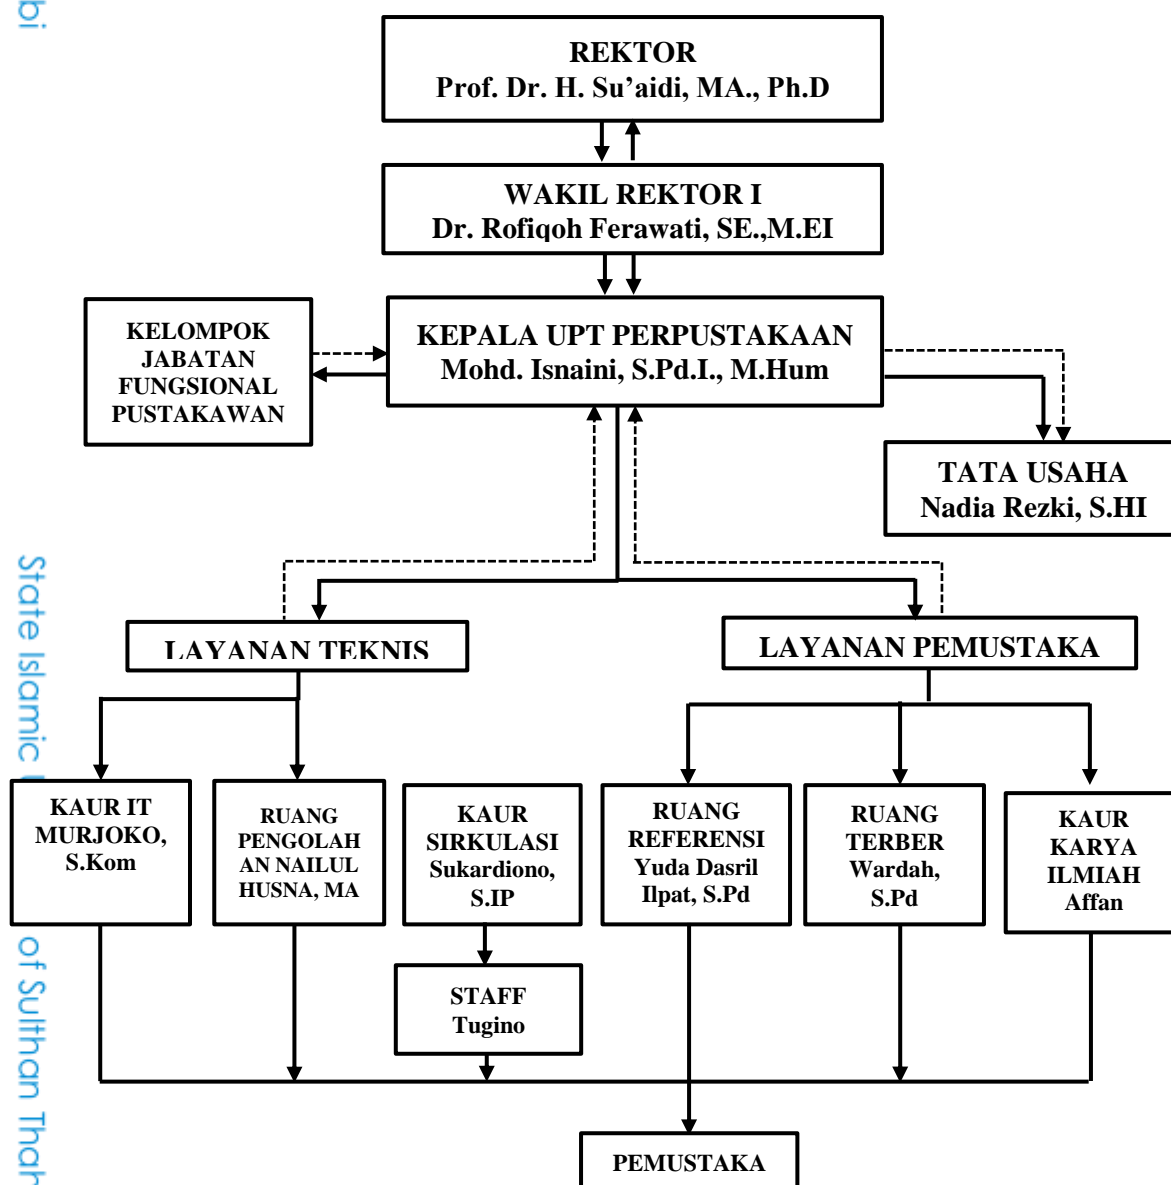 bi
REKTOR
Prof. Dr. H. Su’aidi, MA., Ph.D
WAKIL REKTOR I
Dr. Rofiqoh Ferawati, SE.,M.EI
KEPALA UPT PERPUSTAKAAN
Mohd. Isnaini, S.Pd.I., M.Hum
KELOMPOK
JABATAN
FUNGSIONAL
PUSTAKAWAN
TATA USAHA
Nadia Rezki, S.HI
LAYANAN TEKNIS
LAYANAN PEMUSTAKA
KAUR IT
MURJOKO,
S.Kom
RUANG
PENGOLAH
AN NAILUL
HUSNA, MA
KAUR
SIRKULASI
Sukardiono,
S.IP
RUANG
REFERENSI
Yuda Dasril
Ilpat, S.Pd
RUANG
TERBER
Wardah,
S.Pd
KAUR
KARYA
ILMIAH
Affan
STAFF
Tugino
PEMUSTAKA
State Islamic of Sulthan Thah